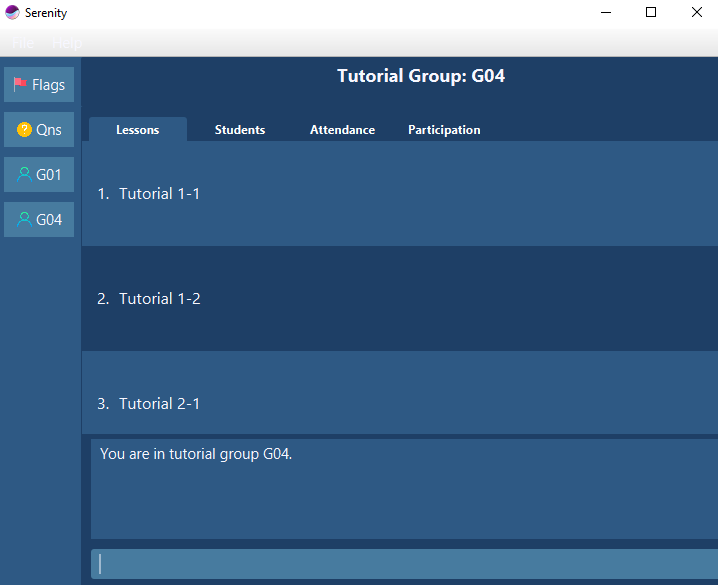 Serenity
File Help
Tutorial Group: G04
Flags
Qns
G01
G04
Lessons Students Attendance Participation
1. Tutorial 1-1
2. Tutorial 1-2
3. Tutorial 2-1
You are in tutorial group G04.